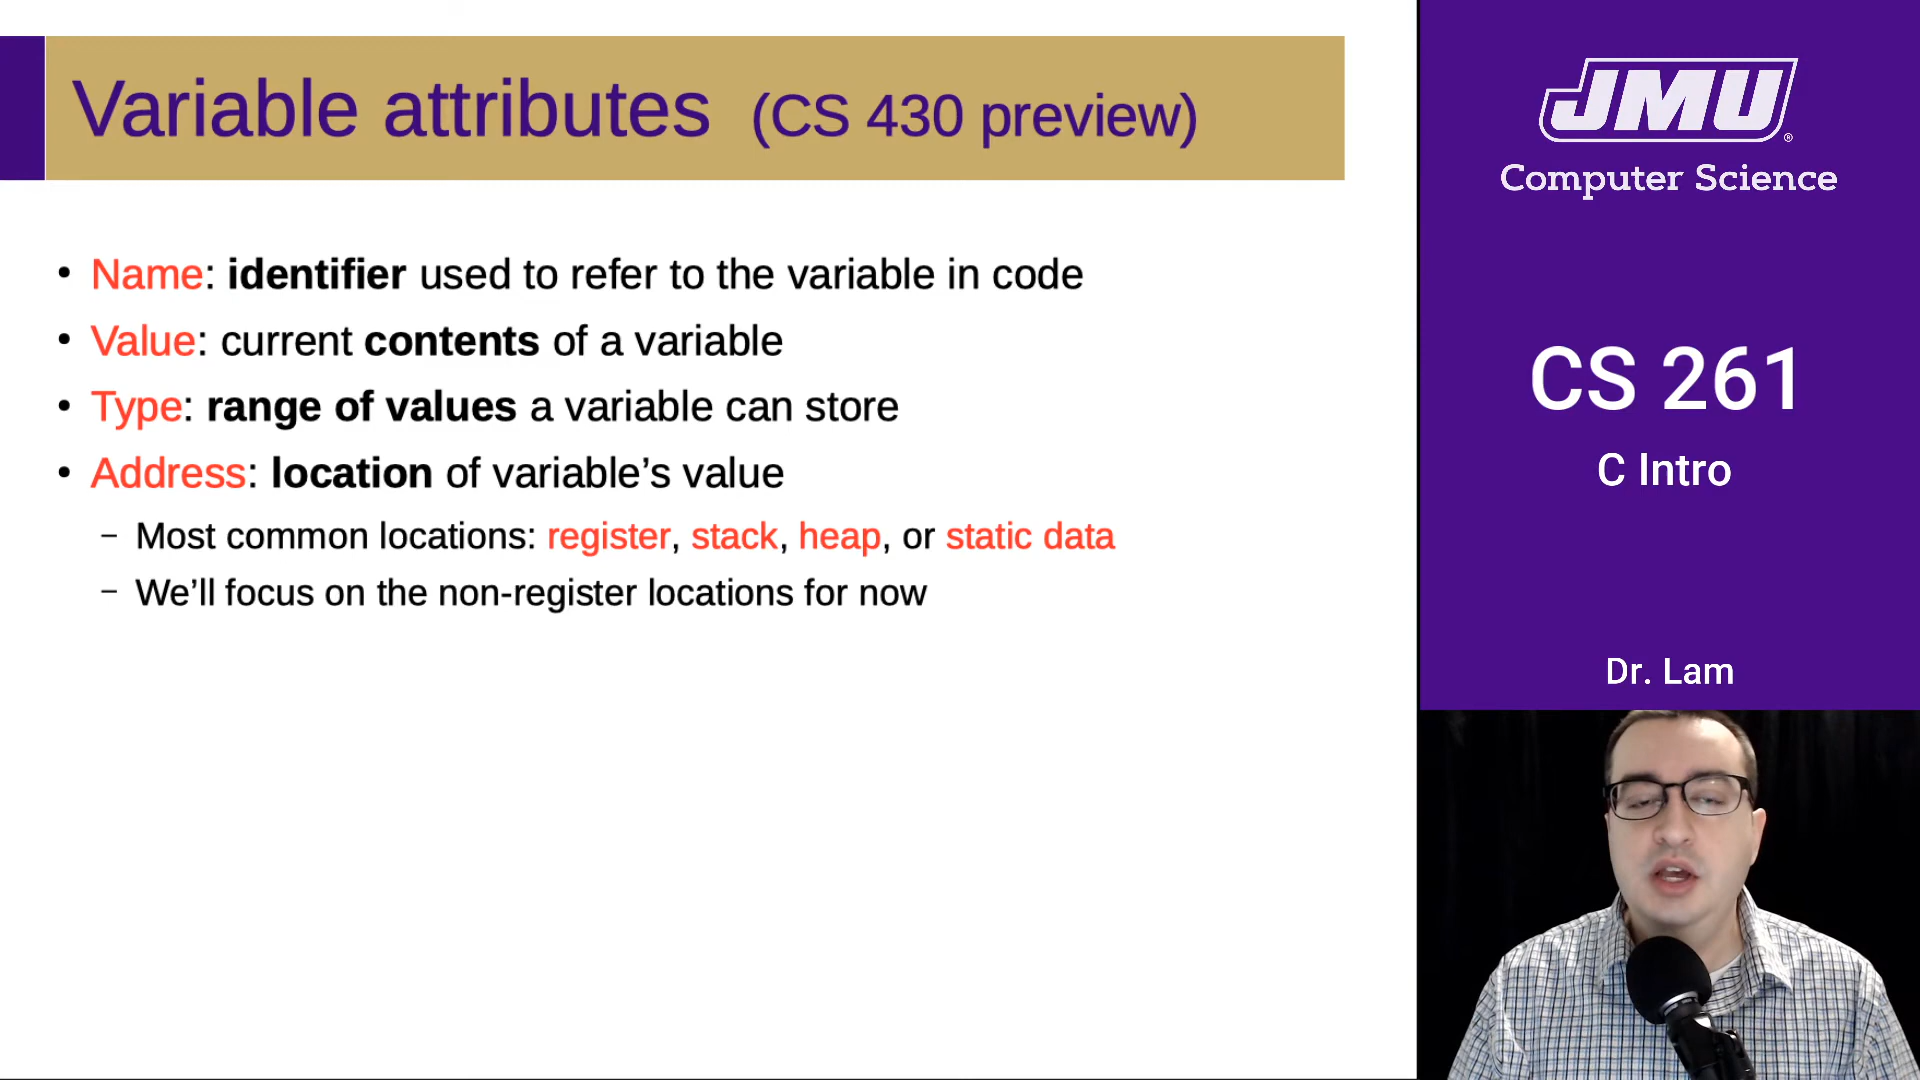 Variable attributes (CS 430 preview)
• Name: identifier used to refer to the variable in code
• Value: current contents of a variable
• Type: range of values a variable can store
• Address: location of variable’s value
– Most common locations: register, stack, heap, or static data
– We’ll focus on the non-register locations for now
JMU®
Computer Science
CS 261
C Intro
Dr. Lam